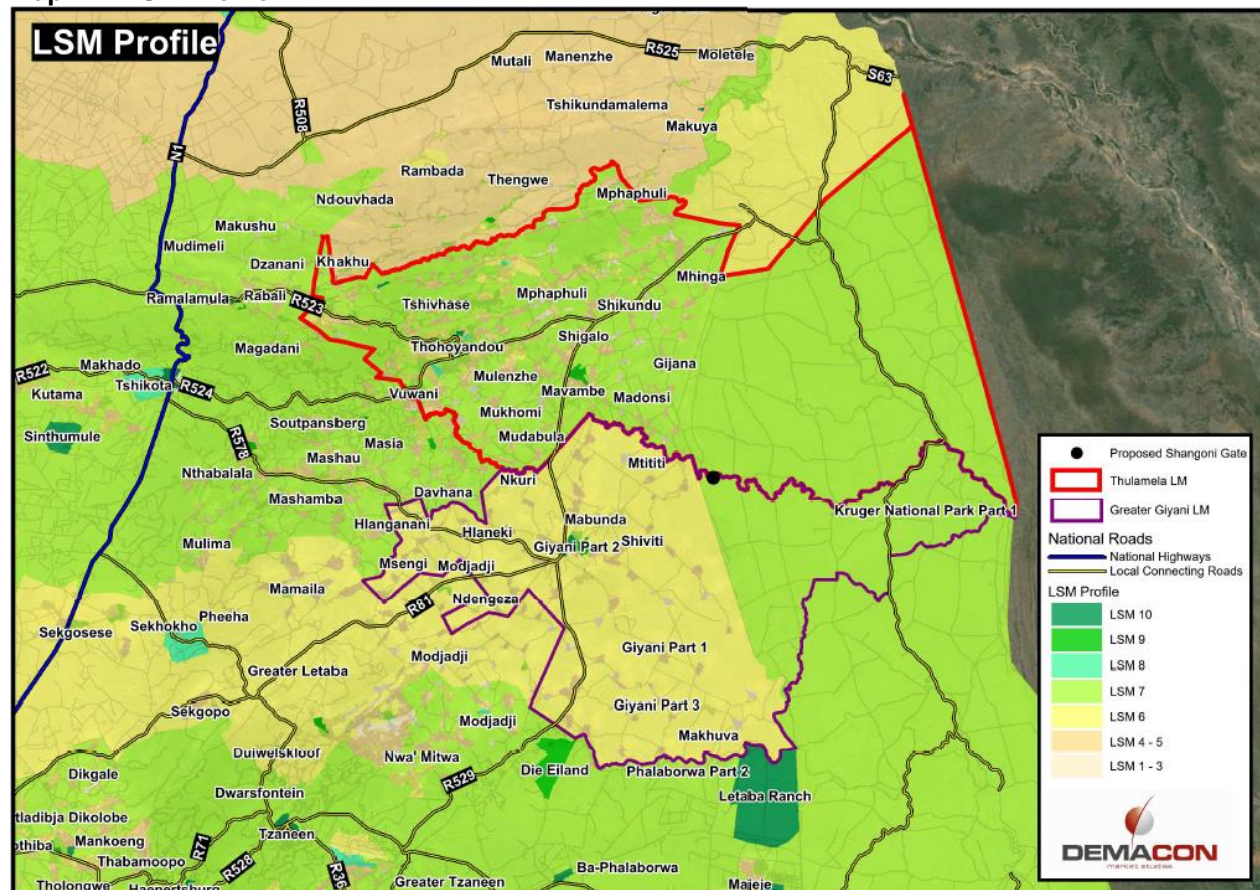 LSM Profile
R525
Moletele
Mutali
Manenzhe
S63
R508
Tshikundamalema
Makuya
N1
Rambada
Thengwe
Mphaphuli
Ndouvhada
Makushu
Mudimeli
Dzanani
Khakhu
Mhinga
Ramalamula
Rabali
R523
Tshivhase
Mphaphuli
Shikundu
Magadani
Thohoyandou
Shigalo
Gijana
R522
Makhado
Tshikota
R524
Kutama
Vuwani
Mulenzhe
Mavambe
Madonsi
Sinthumule
Soutpansberg
Mukhomi
R578
Masia
Mudabula
Mashau
Nthabalala
Mtititi
Nkuri
Mashamba
Davhana
Kruger National Park Part 1
Hlanganani
Hlaneki
Mabunda
Mulima
Giyani Part 2
Shiviti
Msengi
Modjadji
Mamaila
R81
Ndengeza
Pheeha
Sekgosese
Sekhokho
Giyani Part 1
Modjadji
Greater Letaba
Sekgopo
Modjadji
Giyani Part 3
Makhuva
Duiwelskloof
Nwa' Mitwa
Dikgale
Die Eiland
Phalaborwa Part 2
R529
Dwarsfontein
Letaba Ranch
tladibja Dikolobe
Tzaneen
Mankoeng
R71
Thabamoopo
R528
Ba-Phalaborwa
Tholongwe
Haenertsburg
R36
Greater Tzaneen
Majeje
Proposed Shangoni Gate
Thulamela LM
Greater Giyani LM
National Roads
National Highways
Local Connecting Roads
LSM Profile
LSM 10
LSM 9
LSM 8
LSM 7
LSM 6
LSM 4 - 5
LSM 1 - 3
DEMACON
market studies